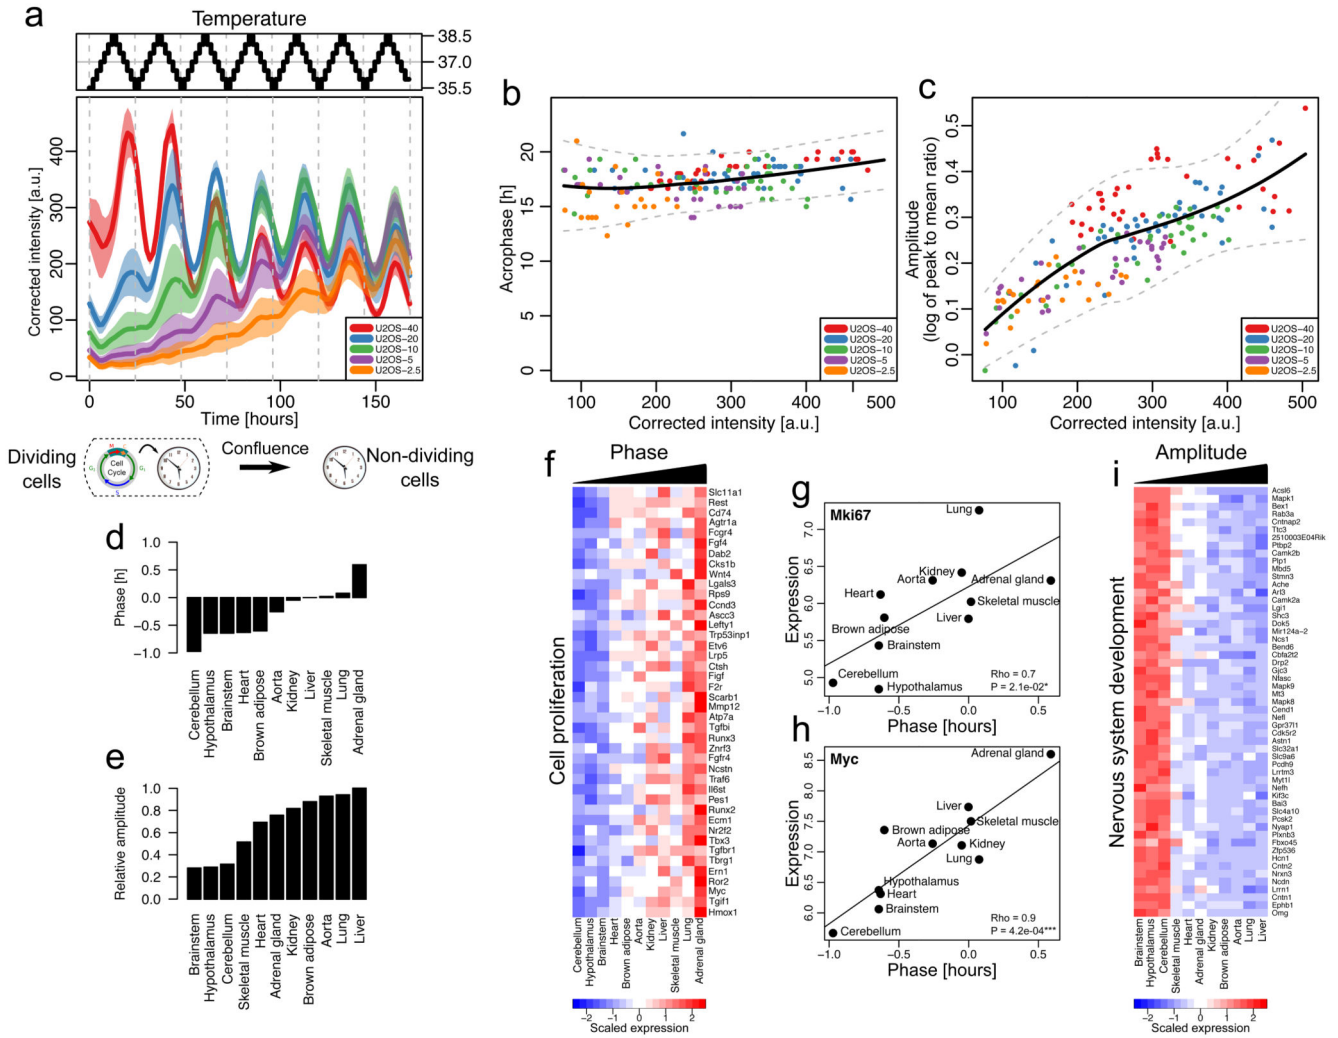 a
Temperature
38.5
37.0
35.5
Corrected intensity [a.u.]
400
300
200
100
0
U2OS-40
U2OS-20
U2OS-10
U2OS-5
U2OS-2.5
0 50 100 150
Time [hours]
b
Acrophase [h]
20
15
10
5
0
U2OS-40
U2OS-20
U2OS-10
U2OS-5
U2OS-2.5
100 200 300 400 500
Corrected intensity [a.u.]
c
Amplitude
(log of peak to mean ratio)
0.5
0.4
0.3
0.2
0.1
0.0
U2OS-40
U2OS-20
U2OS-10
U2OS-5
U2OS-2.5
100 200 300 400 500
Corrected intensity [a.u.]
Dividing
cells
M
G₂
Cell
Cycle
G₁
S
Confluence
Non-dividing
cells
d
Phase [h]
1.0
0.5
0.0
−0.5
−1.0
Cerebellum
Hypothalamus
Brainstem
Heart
Brown adipose
Aorta
Kidney
Liver
Skeletal muscle
Lung
Adrenal gland
e
Relative amplitude
1.0
0.8
0.6
0.4
0.2
0.0
Brainstem
Hypothalamus
Cerebellum
Skeletal muscle
Heart
Adrenal gland
Kidney
Brown adipose
Aorta
Lung
Liver
f
Phase
Cell proliferation
Slc11a1
Rest
Cd74
Agtr1a
Fcgr4
Fgf4
Dab2
Cks1b
Wnt4
Lgals3
Rps9
Ccnd3
Ascc3
Lefty1
Trp53inp1
Etv6
Lrp5
Ctsh
Figf
F2r
Scarb1
Mmp12
Atp7a
Tgfbi
Runx3
Znrf3
Fgfr4
Ncstn
Traf6
Il6st
Pes1
Runx2
Ecm1
Nr2f2
Tbx3
Tgfbr1
Tbrg1
Ern1
Ror2
Myc
Tgif1
Hmox1
Cerebellum
Hypothalamus
Brainstem
Heart
Brown adipose
Aorta
Kidney
Liver
Skeletal muscle
Lung
Adrenal gland
−2 −1 0 1 2
Scaled expression
g
Mki67
Expression
7.0
6.5
6.0
5.5
5.0
Lung
Kidney
Aorta
Adrenal gland
Heart
Skeletal muscle
Brown adipose
Liver
Brainstem
Cerebellum
Hypothalamus
Rho = 0.7
P = 2.1e-02*
−1.0 −0.5 0.0 0.5
Phase [hours]
h
Myc
Expression
8.5
8.0
7.5
7.0
6.5
6.0
Adrenal gland
Liver
Skeletal muscle
Brown adipose
Aorta
Kidney
Lung
Hypothalamus
Heart
Brainstem
Cerebellum
Rho = 0.9
P = 4.2e-04***
−1.0 −0.5 0.0 0.5
Phase [hours]
i
Amplitude
Nervous system development
Acsl6
Mapk1
Bex1
Rab3a
Cntnap2
Ttc3
2510003E04Rik
Ptbp2
Camk2b
Plp1
Mbd5
Stmn3
Ache
Arl3
Camk2a
Lgi1
Shc3
Dok5
Mir124a−2
Ncs1
Bend6
Cbfa2t2
Drp2
Gjc3
Nfasc
Mapk9
Mt3
Mapk8
Cend1
Nefl
Gpr37l1
Cdk5r2
Astn1
Slc32a1
Slc9a6
Pcdh9
Lrrtm3
Myt1l
Nefh
Kif3c
Bai3
Slc4a10
Pcsk2
Nyap1
Plxnb3
Fbxo45
Zfp536
Hcn1
Cntn2
Nrxn3
Ncdn
Lrrn1
Cntn1
Ephb1
Omg
Brainstem
Hypothalamus
Cerebellum
Skeletal muscle
Heart
Adrenal gland
Kidney
Brown adipose
Aorta
Lung
Liver
−2 −1 0 1 2
Scaled expression